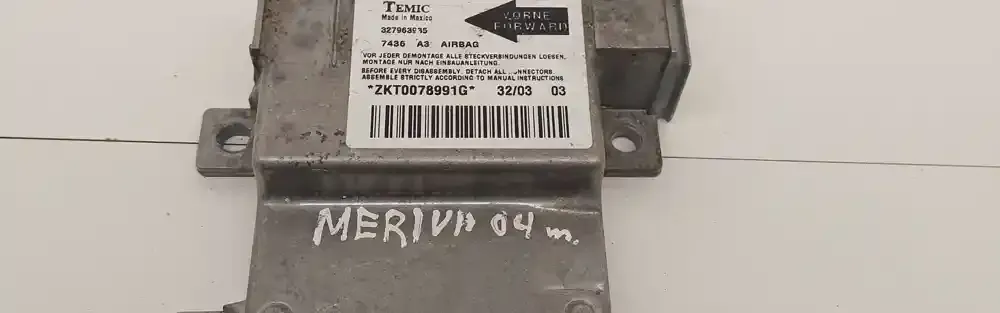 TEMIC
Made in Mexico
327963935
7436 A3 AIRBAG
VORNE
FORWARD
VOR JEDER DEMONTAGE ALLE STECKVERBINDUNGEN LOESEN.
MONTAGE NUR NACH EINBAUANLEITUNG.
BEFORE EVERY DISASSEMBLY, DETACH ALL CONNECTORS
ASSEMBLE STRICTLY ACCORDING TO MANUAL INSTRUCTIONS
*ZKT0078991G* 32/03 03
MERIVA 04 m.